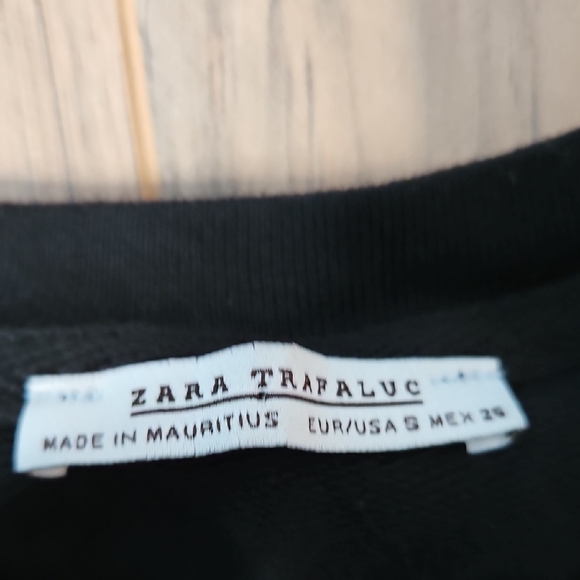 ZARA TRAFALUC
MADE IN MAURITIUS EUR/USA S MEX 26